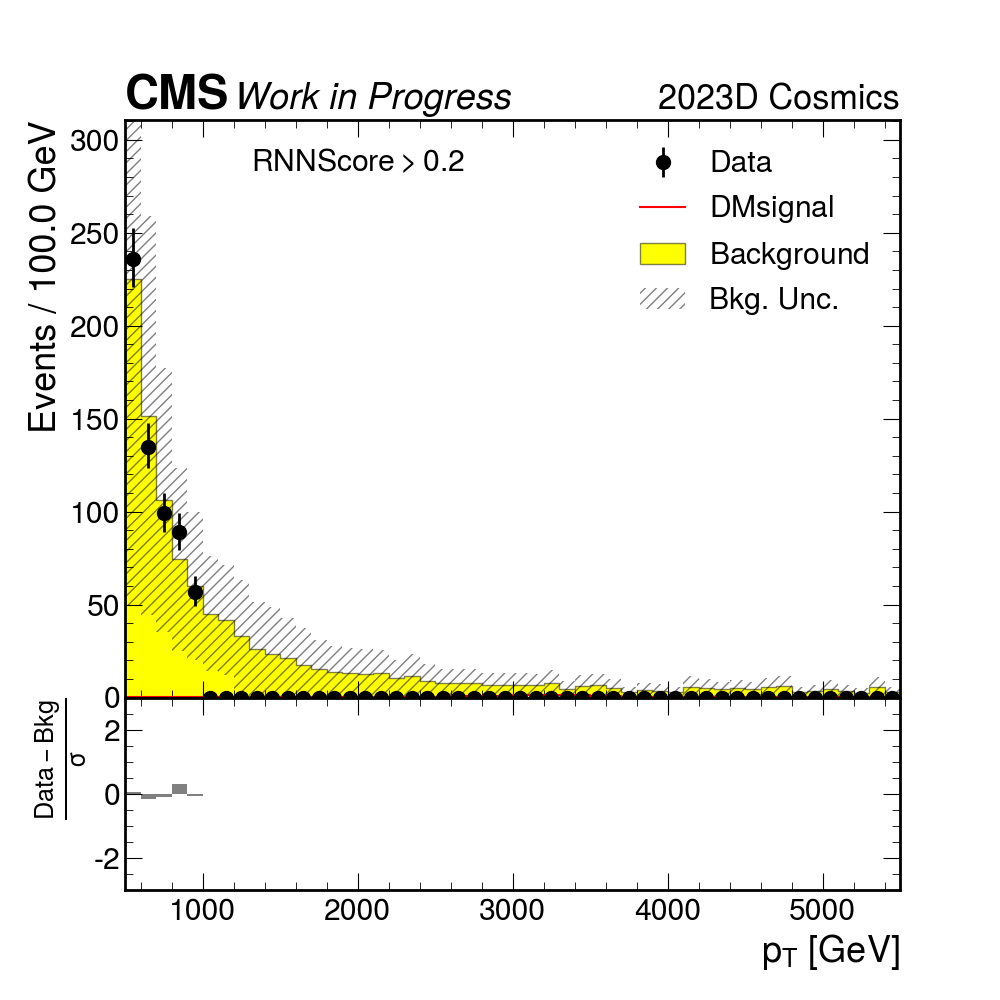 CMS Work in Progress 2023D Cosmics
RNNScore > 0.2
Data
DMsignal
Background
Bkg. Unc.
Events / 100.0 GeV
300
250
200
150
100
50
0
Data – Bkg
σ
2
0
-2
1000 2000 3000 4000 5000
pT [GeV]